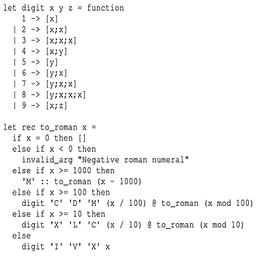 let digit x y z = function
1 -> [x]
| 2 -> [x;x]
| 3 -> [x;x;x]
| 4 -> [x;y]
| 5 -> [y]
| 6 -> [y;x]
| 7 -> [y;x;x]
| 8 -> [y;x;x;x]
| 9 -> [x;z]
let rec to_roman x =
if x = 0 then []
else if x < 0 then
invalid_arg "Negative roman numeral"
else if x >= 1000 then
'M' :: to_roman (x - 1000)
else if x >= 100 then
digit 'C' 'D' 'M' (x / 100) @ to_roman (x mod 100)
else if x >= 10 then
digit 'X' 'L' 'C' (x / 10) @ to_roman (x mod 10)
else
digit 'I' 'V' 'X' x